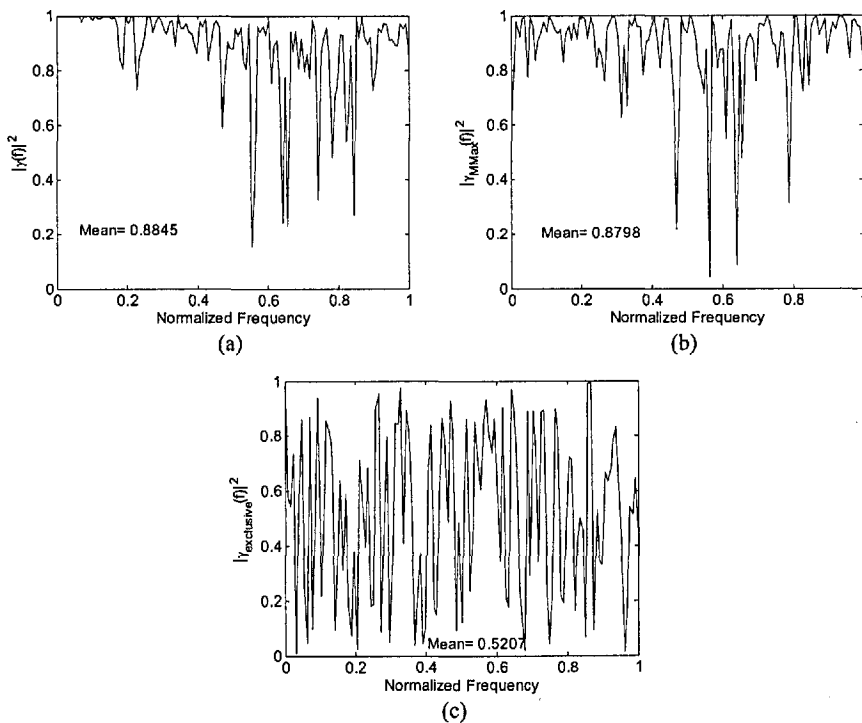 1
0.8
0.6
0.4
0.2
0
|γ(f)|²
Mean= 0.8845
0 0.2 0.4 0.6 0.8 1
Normalized Frequency
(a)
1
0.8
0.6
0.4
0.2
0
|γMMax(f)|²
Mean= 0.8798
0 0.2 0.4 0.6 0.8 1
Normalized Frequency
(b)
1
0.8
0.6
0.4
0.2
0
|γexclusive(f)|²
Mean= 0.5207
0 0.2 0.4 0.6 0.8 1
Normalized Frequency
(c)